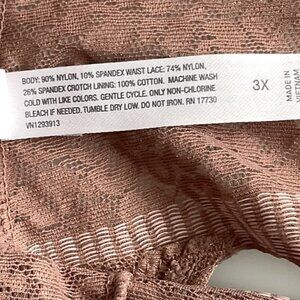 BODY: 90% NYLON, 10% SPANDEX WAIST LACE: 74% NYLON,
26% SPANDEX CROTCH LINING: 100% COTTON. MACHINE WASH
COLD WITH LIKE COLORS. GENTLE CYCLE. ONLY NON-CHLORINE
BLEACH IF NEEDED. TUMBLE DRY LOW. DO NOT IRON. RN 17730
VN1293913
3X
MADE IN
VIETNAM